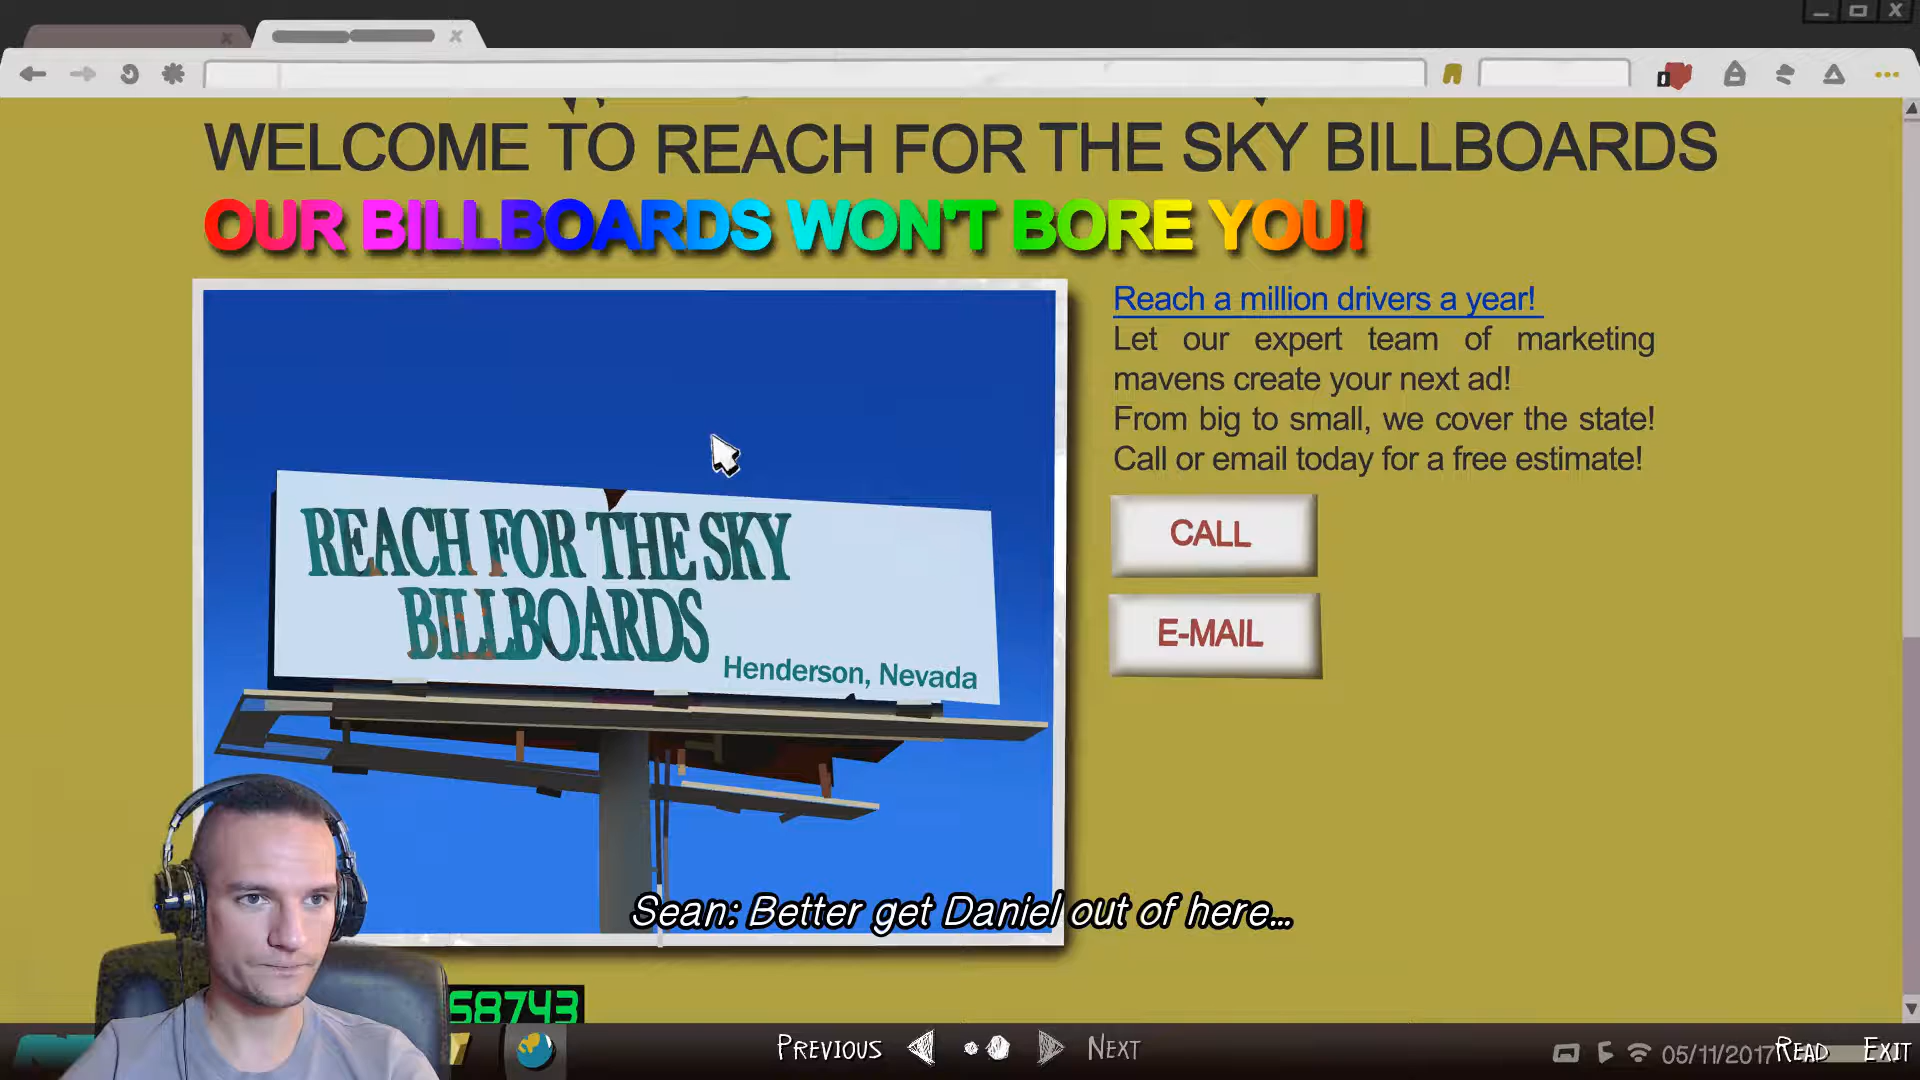 WELCOME TO REACH FOR THE SKY BILLBOARDS
OUR BILLBOARDS WON'T BORE YOU!
Reach a million drivers a year!
Let our expert team of marketing
mavens create your next ad!
From big to small, we cover the state!
Call or email today for a free estimate!
CALL
E-MAIL
REACH FOR THE SKY
BILLBOARDS
Henderson, Nevada
Sean: Better get Daniel out of here...
58743
PREVIOUS
NEXT
05/11/2017
READ
EXIT